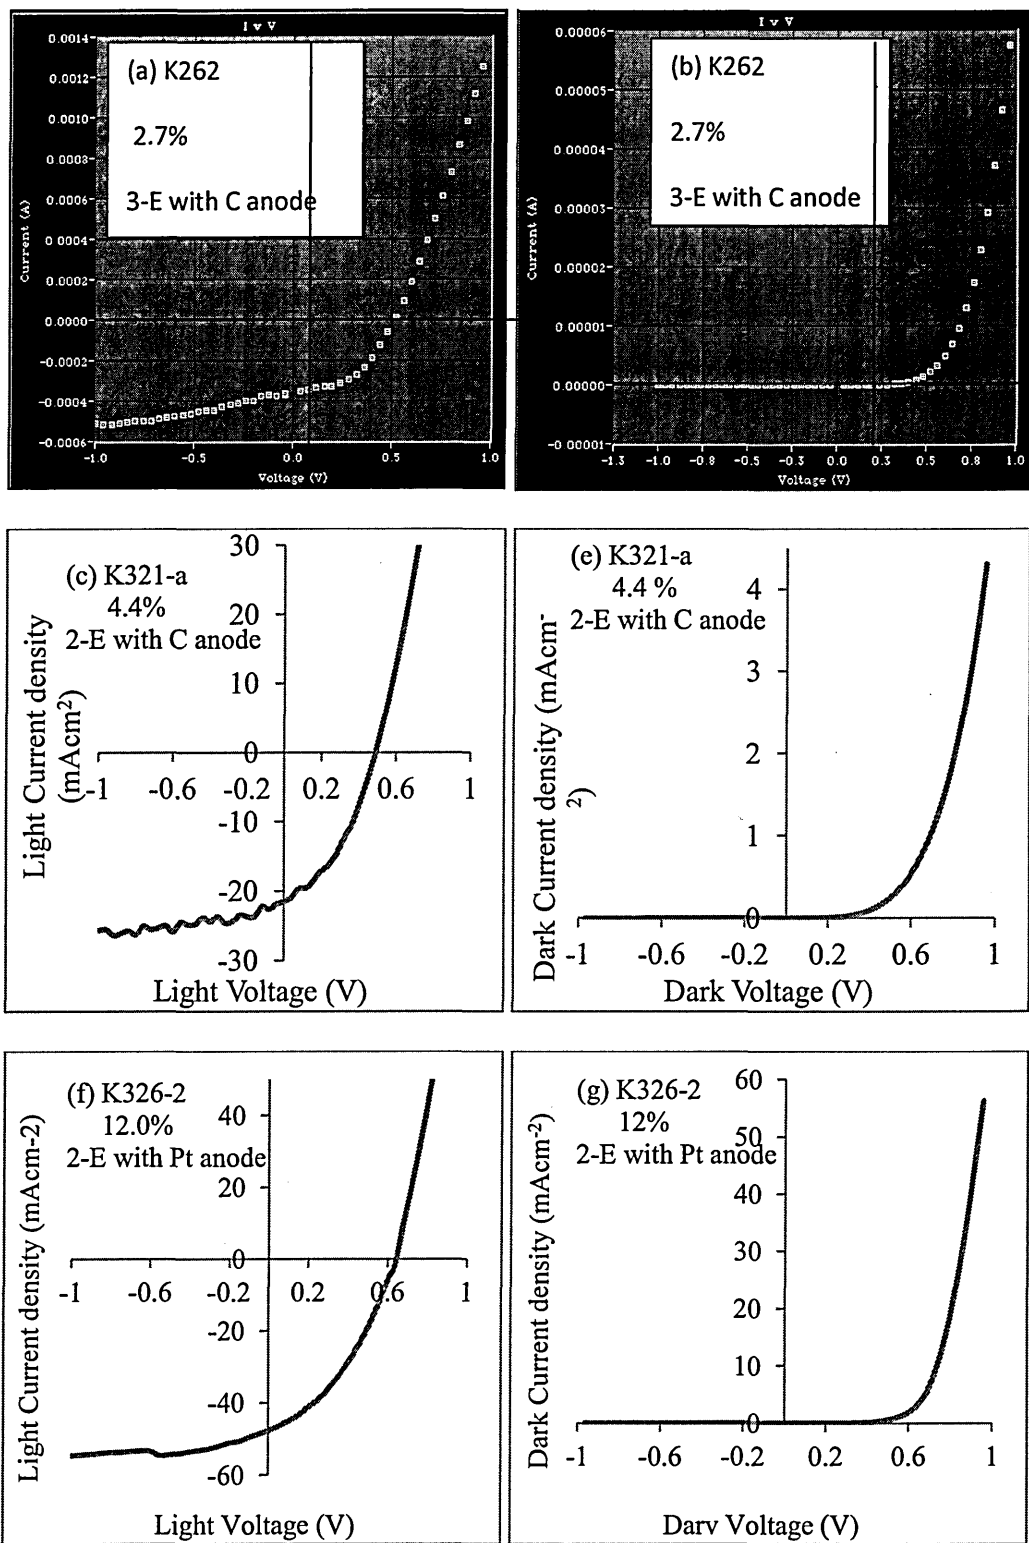 I v V
(a) K262
2.7%
3-E with C anode
0.0014
0.0012
0.0010
0.0008
0.0006
0.0004
0.0002
0.0000
-0.0002
-0.0004
-0.0006
Current (A)
-1.0 -0.5 0.0 0.5 1.0
Voltage (V)
I v V
(b) K262
2.7%
3-E with C anode
0.00006
0.00005
0.00004
0.00003
0.00002
0.00001
0.00000
-0.00001
Current (A)
-1.3 -1.0 -0.8 -0.5 -0.3 0.0 0.3 0.5 0.8 1.0
Voltage (V)
(c) K321-a
4.4%
2-E with C anode
30
20
10
0
-10
-20
-30
Light Current density
(mAcm²)
-1 -0.6 -0.2 0.2 0.6 1
Light Voltage (V)
(e) K321-a
4.4 %
2-E with C anode
4
3
2
1
0
Dark Current density (mAcm-
2)
-1 -0.6 -0.2 0.2 0.6 1
Dark Voltage (V)
(f) K326-2
12.0%
2-E with Pt anode
40
20
0
-20
-40
-60
Light Current density (mAcm-2)
-1 -0.6 -0.2 0.2 0.6 1
Light Voltage (V)
(g) K326-2
12%
2-E with Pt anode
60
50
40
30
20
10
0
Dark Current density (mAcm⁻²)
-1 -0.6 -0.2 0.2 0.6 1
Darv Voltage (V)